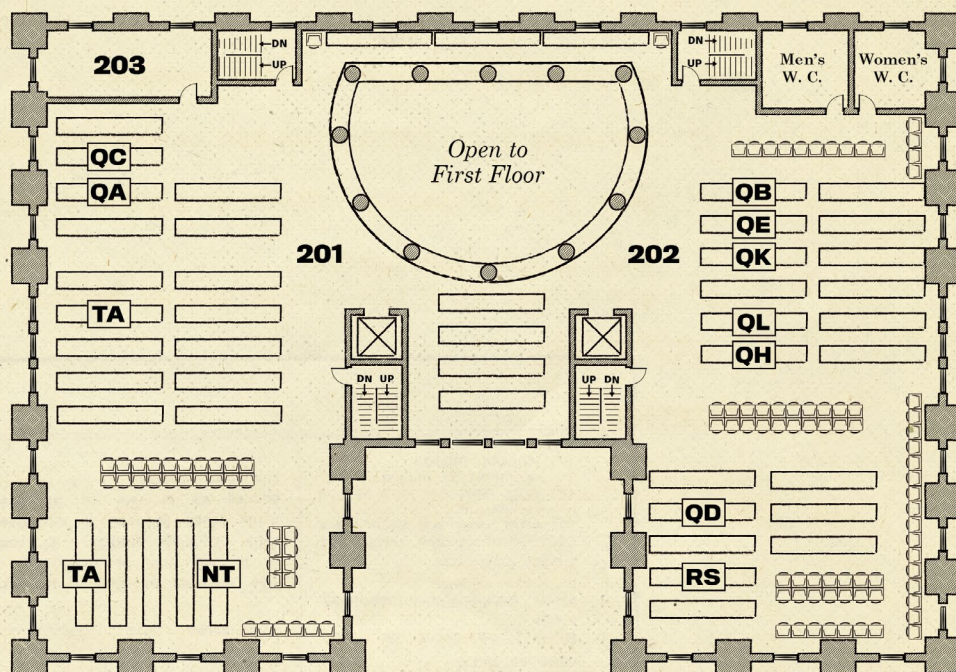 203
DN
UP
DN
UP
Men's
W. C.
Women's
W. C.
QC
QA
Open to
First Floor
QB
QE
QK
201
202
TA
QL
QH
DN UP
UP DN
QD
TA
NT
RS